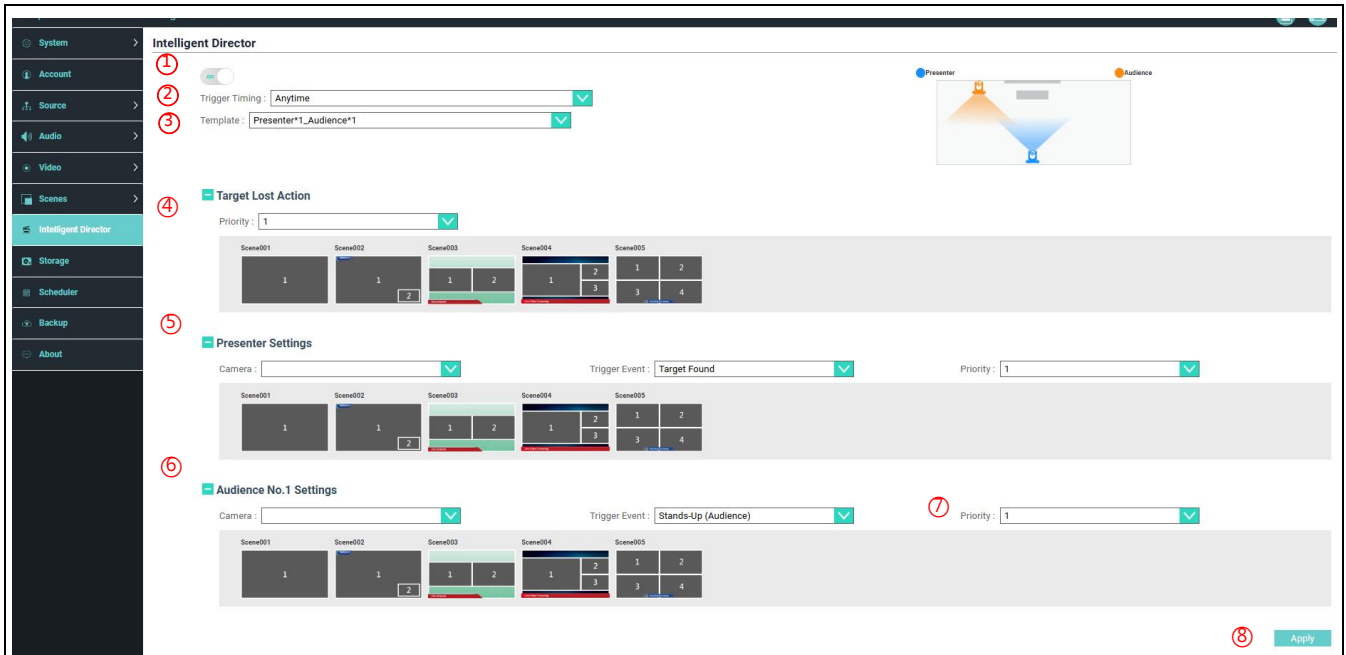 System
Account
Source
Audio
Video
Scenes
Intelligent Director
Storage
Scheduler
Backup
About
Intelligent Director
1
on
2
Trigger Timing : Anytime
3
Template : Presenter*1_Audience*1
Presenter Audience
4
Target Lost Action
Priority : 1
Scene001 Scene002 Scene003 Scene004 Scene005
1 1 2 1 2 1 2 3 1 2 3 4
5
Presenter Settings
Camera : Trigger Event : Target Found Priority : 1
Scene001 Scene002 Scene003 Scene004 Scene005
1 1 2 1 2 1 2 3 1 2 3 4
6
Audience No.1 Settings
Camera : Trigger Event : Stands-Up (Audience) 7 Priority : 1
Scene001 Scene002 Scene003 Scene004 Scene005
1 1 2 1 2 1 2 3 1 2 3 4
8 Apply